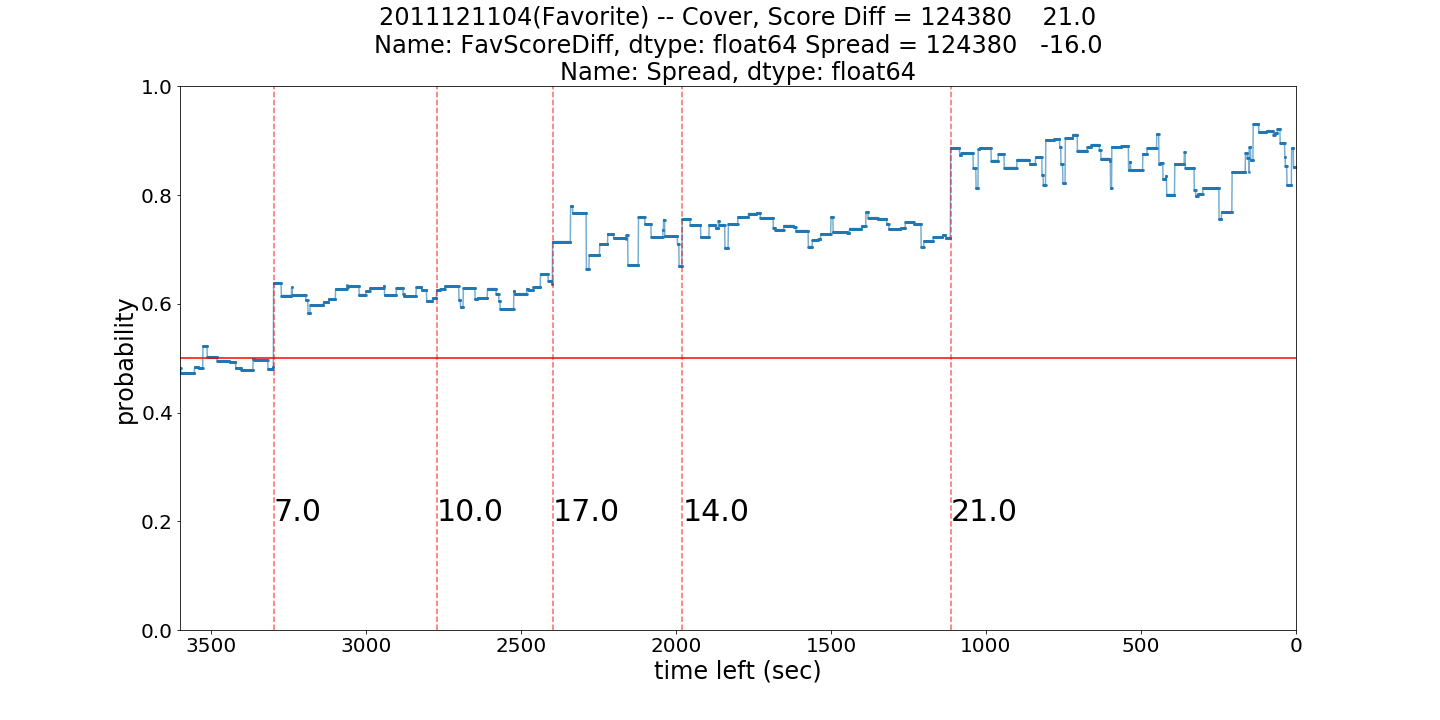 2011121104(Favorite) -- Cover, Score Diff = 124380    21.0
Name: FavScoreDiff, dtype: float64 Spread = 124380   -16.0
Name: Spread, dtype: float64
1.0
0.8
0.6
0.4
0.2
0.0
probability
7.0 10.0 17.0 14.0 21.0
3500 3000 2500 2000 1500 1000 500 0
time left (sec)